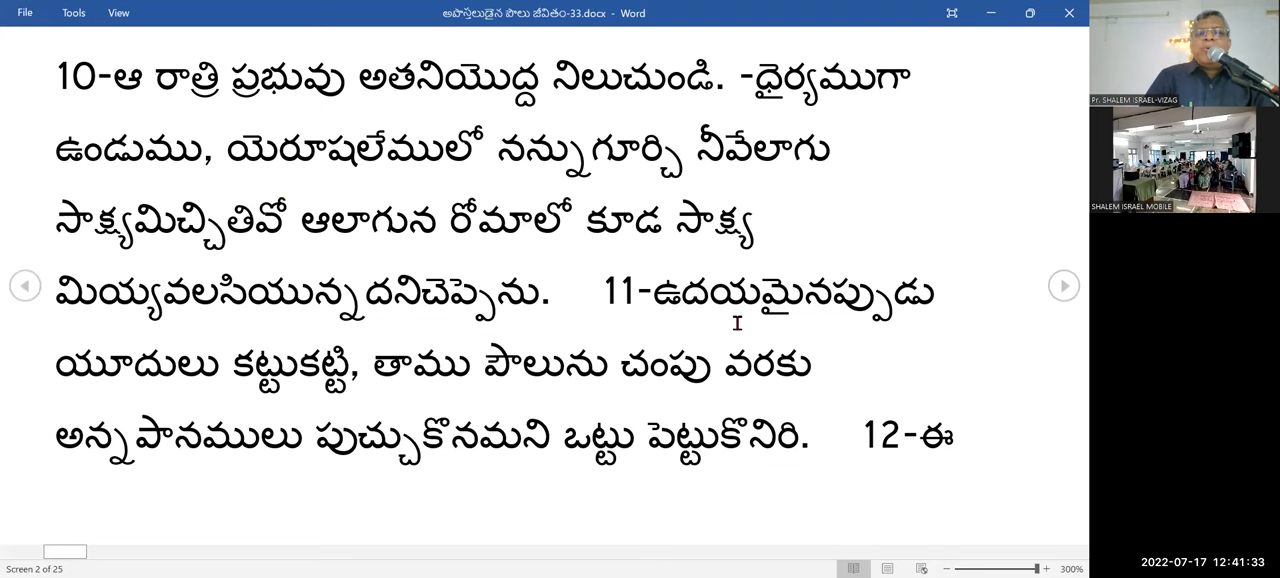 File Tools View అపొస్తలుడైన పౌలు జీవితం-33.docx - Word
10-ఆ రాత్రి ప్రభువు అతనియొద్ద నిలుచుండి. -ధైర్యముగా
ఉండుము, యెరూషలేములో నన్నుగూర్చి నీవేలాగు
సాక్ష్యమిచ్చితివో ఆలాగున రోమాలో కూడ సాక్ష్య
మియ్యవలసియున్నదనిచెప్పెను. 11-ఉదయమైనప్పుడు
యూదులు కట్టుకట్టి, తాము పౌలును చంపు వరకు
అన్నపానములు పుచ్చుకొనమని ఒట్టు పెట్టుకొనిరి. 12-ఈ
Screen 2 of 25
300%
Pr. SHALEM ISRAEL-VIZAG
SHALEM ISRAEL MOBILE
2022-07-17 12:41:33